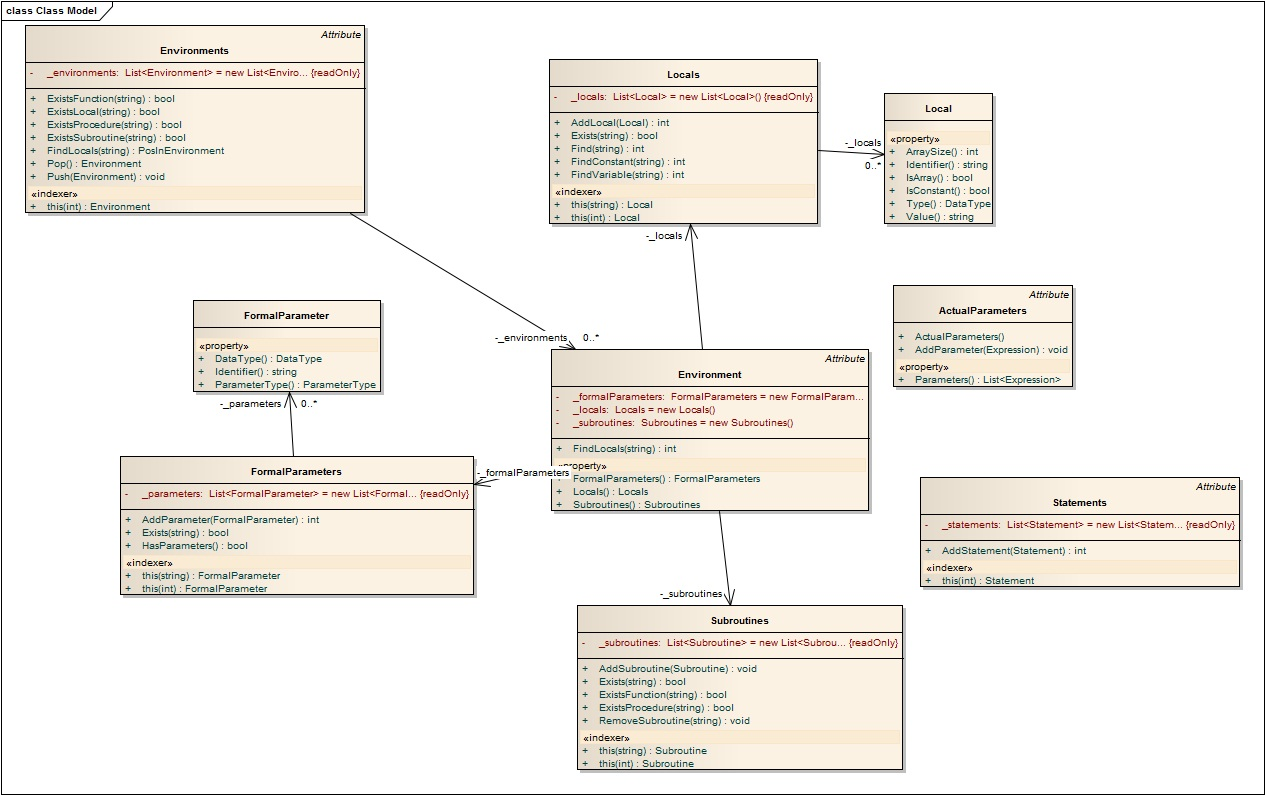 class Class Model
Attribute
Environments
- _environments: List<Environment> = new List<Enviro... {readOnly}
+ ExistsFunction(string) : bool
+ ExistsLocal(string) : bool
+ ExistsProcedure(string) : bool
+ ExistsSubroutine(string) : bool
+ FindLocals(string) : PosInEnvironment
+ Pop() : Environment
+ Push(Environment) : void
«indexer»
+ this(int) : Environment
Locals
- _locals: List<Local> = new List<Local>() {readOnly}
+ AddLocal(Local) : int
+ Exists(string) : bool
+ Find(string) : int
+ FindConstant(string) : int
+ FindVariable(string) : int
«indexer»
+ this(string) : Local
+ this(int) : Local
-_locals
0..*
Local
«property»
+ ArraySize() : int
+ Identifier() : string
+ IsArray() : bool
+ IsConstant() : bool
+ Type() : DataType
+ Value() : string
-_locals
-_environments 0..*
FormalParameter
«property»
+ DataType() : DataType
+ Identifier() : string
+ ParameterType() : ParameterType
-_parameters 0..*
Attribute
Environment
- _formalParameters: FormalParameters = new FormalParam...
- _locals: Locals = new Locals()
- _subroutines: Subroutines = new Subroutines()
+ FindLocals(string) : int
«property»
+ FormalParameters() : FormalParameters
+ Locals() : Locals
+ Subroutines() : Subroutines
Attribute
ActualParameters
+ ActualParameters()
+ AddParameter(Expression) : void
«property»
+ Parameters() : List<Expression>
-_formalParameters
FormalParameters
- _parameters: List<FormalParameter> = new List<Formal... {readOnly}
+ AddParameter(FormalParameter) : int
+ Exists(string) : bool
+ HasParameters() : bool
«indexer»
+ this(string) : FormalParameter
+ this(int) : FormalParameter
Attribute
Statements
- _statements: List<Statement> = new List<Statem... {readOnly}
+ AddStatement(Statement) : int
«indexer»
+ this(int) : Statement
-_subroutines
Subroutines
- _subroutines: List<Subroutine> = new List<Subrou... {readOnly}
+ AddSubroutine(Subroutine) : void
+ Exists(string) : bool
+ ExistsFunction(string) : bool
+ ExistsProcedure(string) : bool
+ RemoveSubroutine(string) : void
«indexer»
+ this(string) : Subroutine
+ this(int) : Subroutine